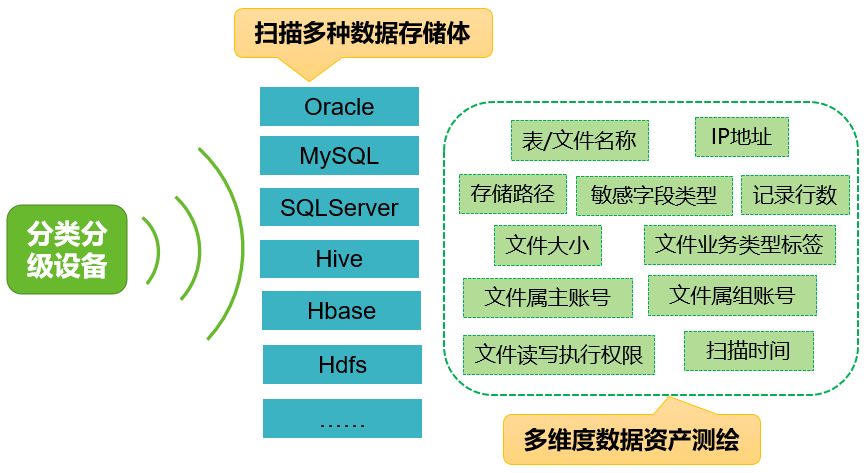 扫描多种数据存储体
分类分
级设备
Oracle
MySQL
SQLServer
Hive
Hbase
Hdfs
……
表/文件名称
IP地址
存储路径
敏感字段类型
记录行数
文件大小
文件业务类型标签
文件属主账号
文件属组账号
文件读写执行权限
扫描时间
多维度数据资产测绘